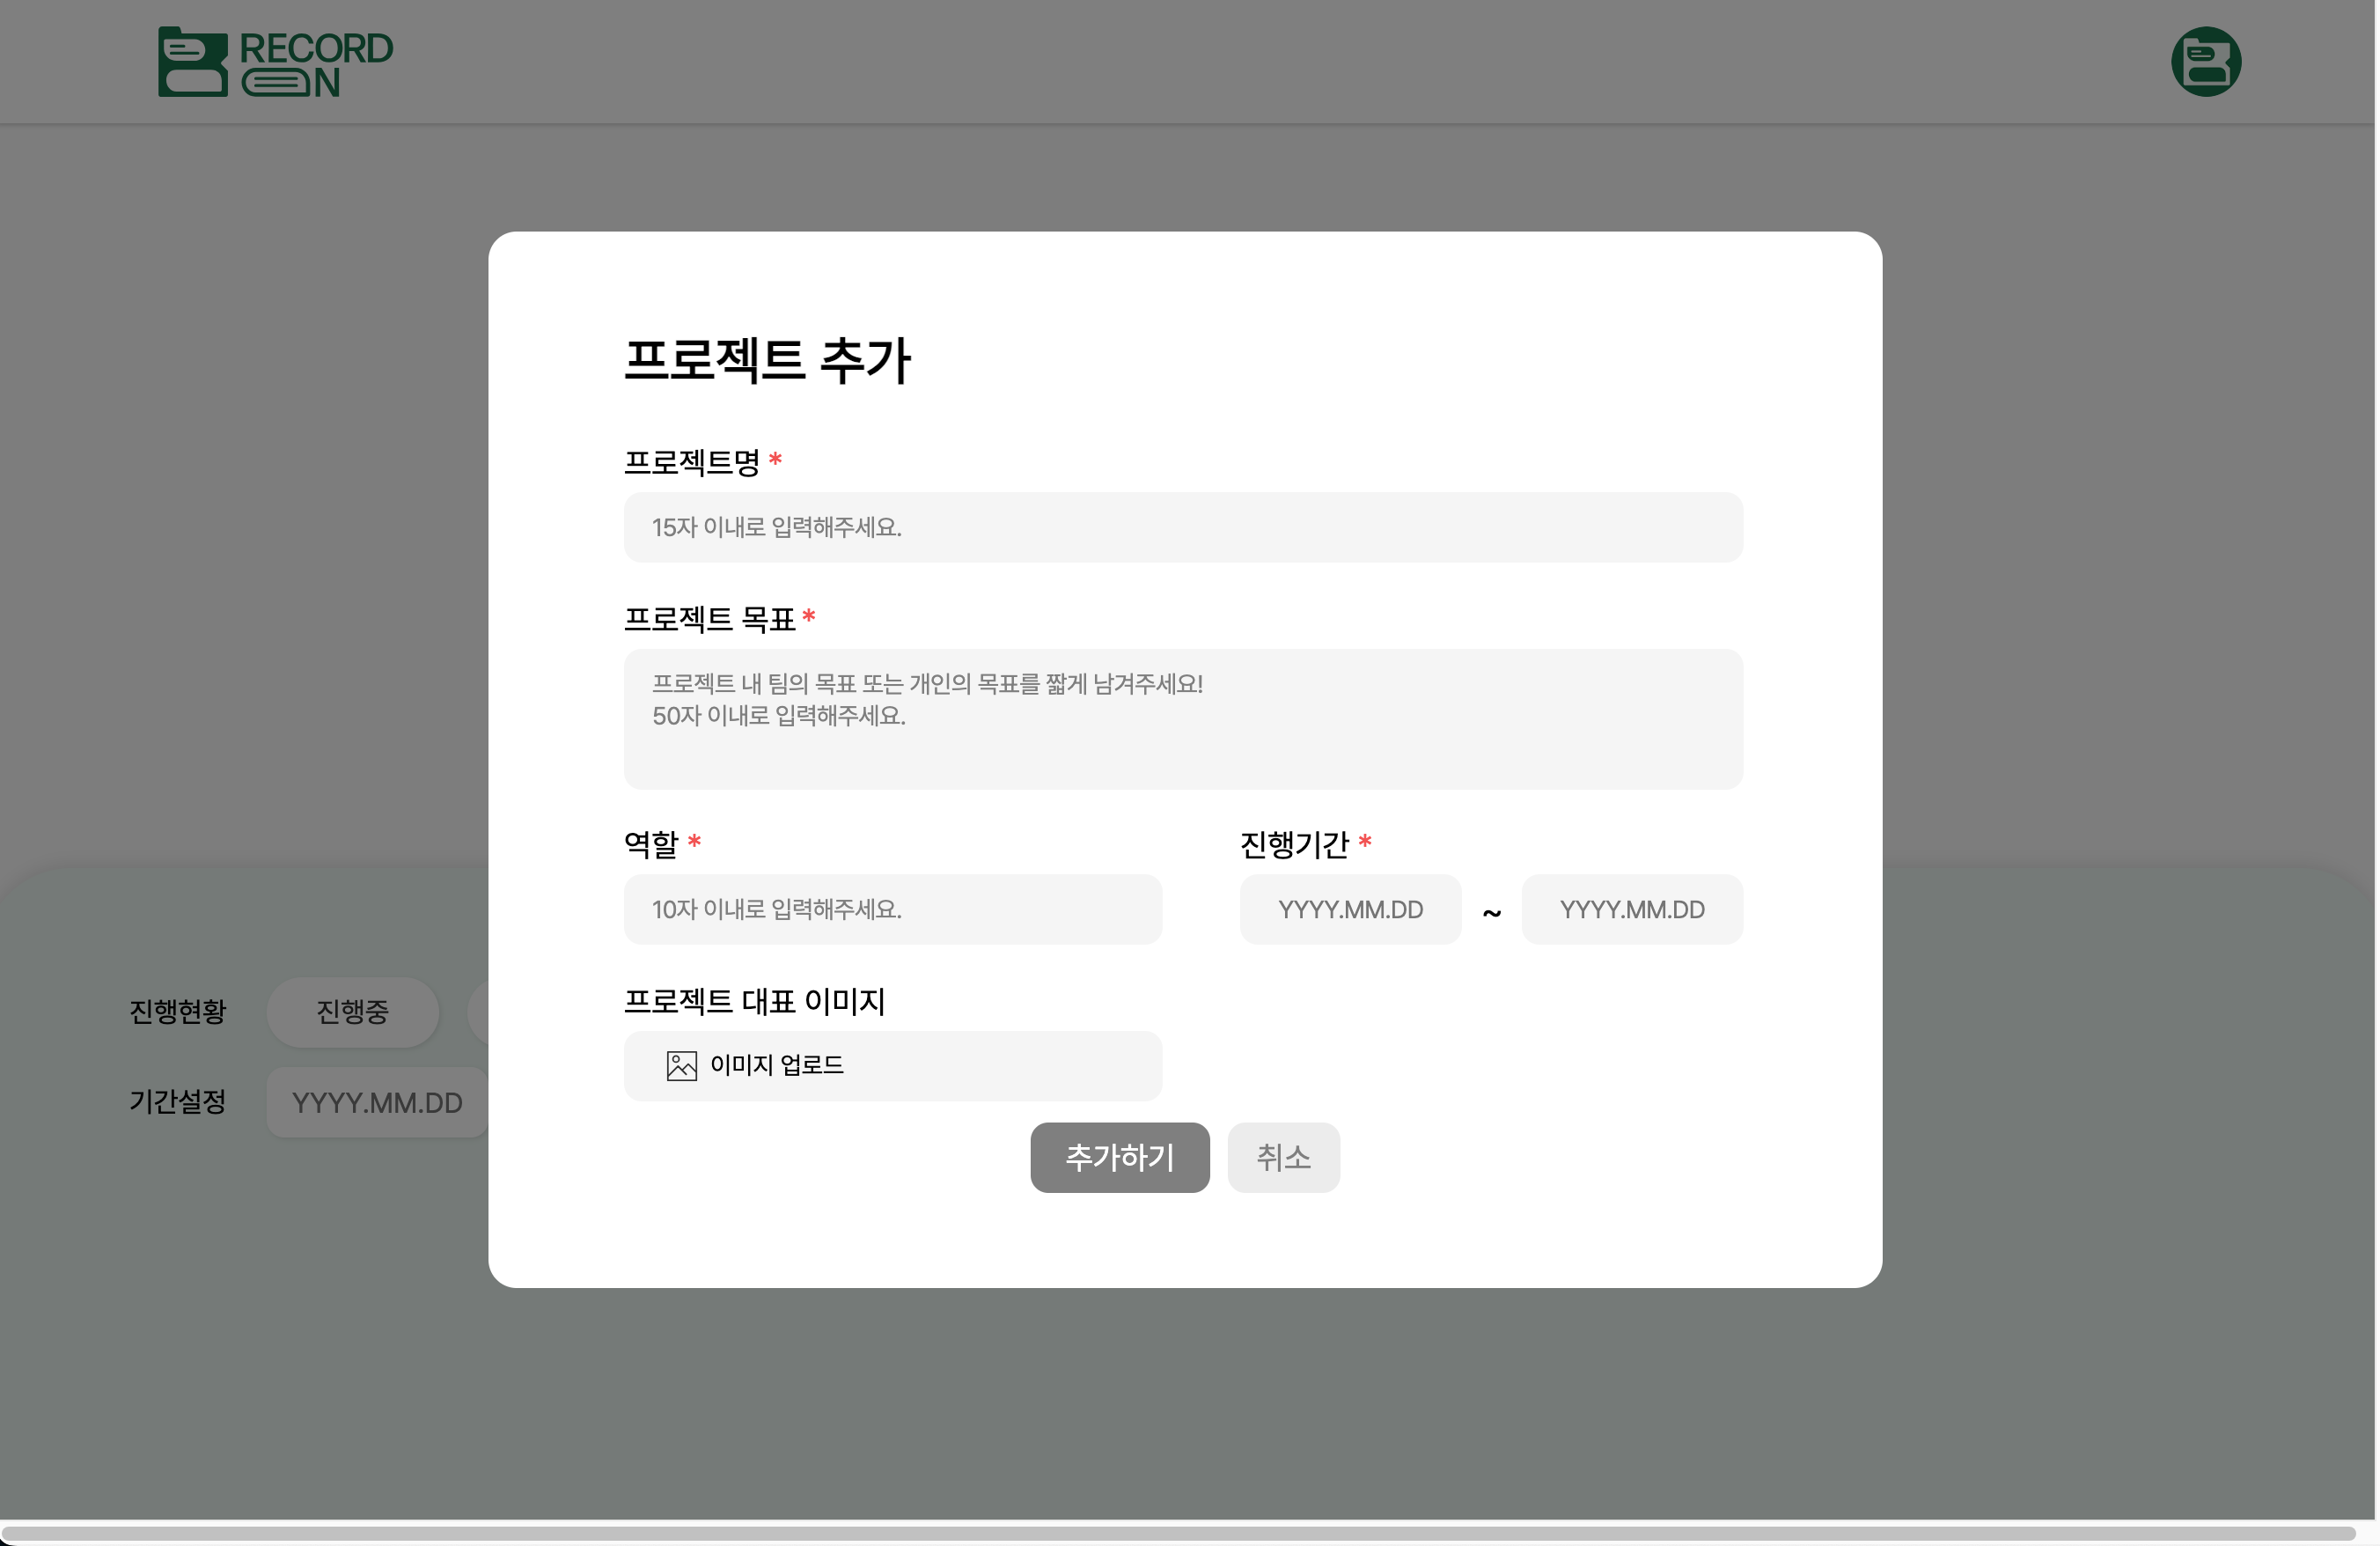 RECORD
ON
프로젝트 추가
프로젝트명 *
15자 이내로 입력해주세요.
프로젝트 목표 *
프로젝트 내 팀의 목표 또는 개인의 목표를 짧게 남겨주세요!
50자 이내로 입력해주세요.
역할 *
진행기간 *
10자 이내로 입력해주세요.
YYYY.MM.DD ~ YYYY.MM.DD
프로젝트 대표 이미지
이미지 업로드
추가하기 취소
진행현황 진행중
기간설정 YYYY.MM.DD